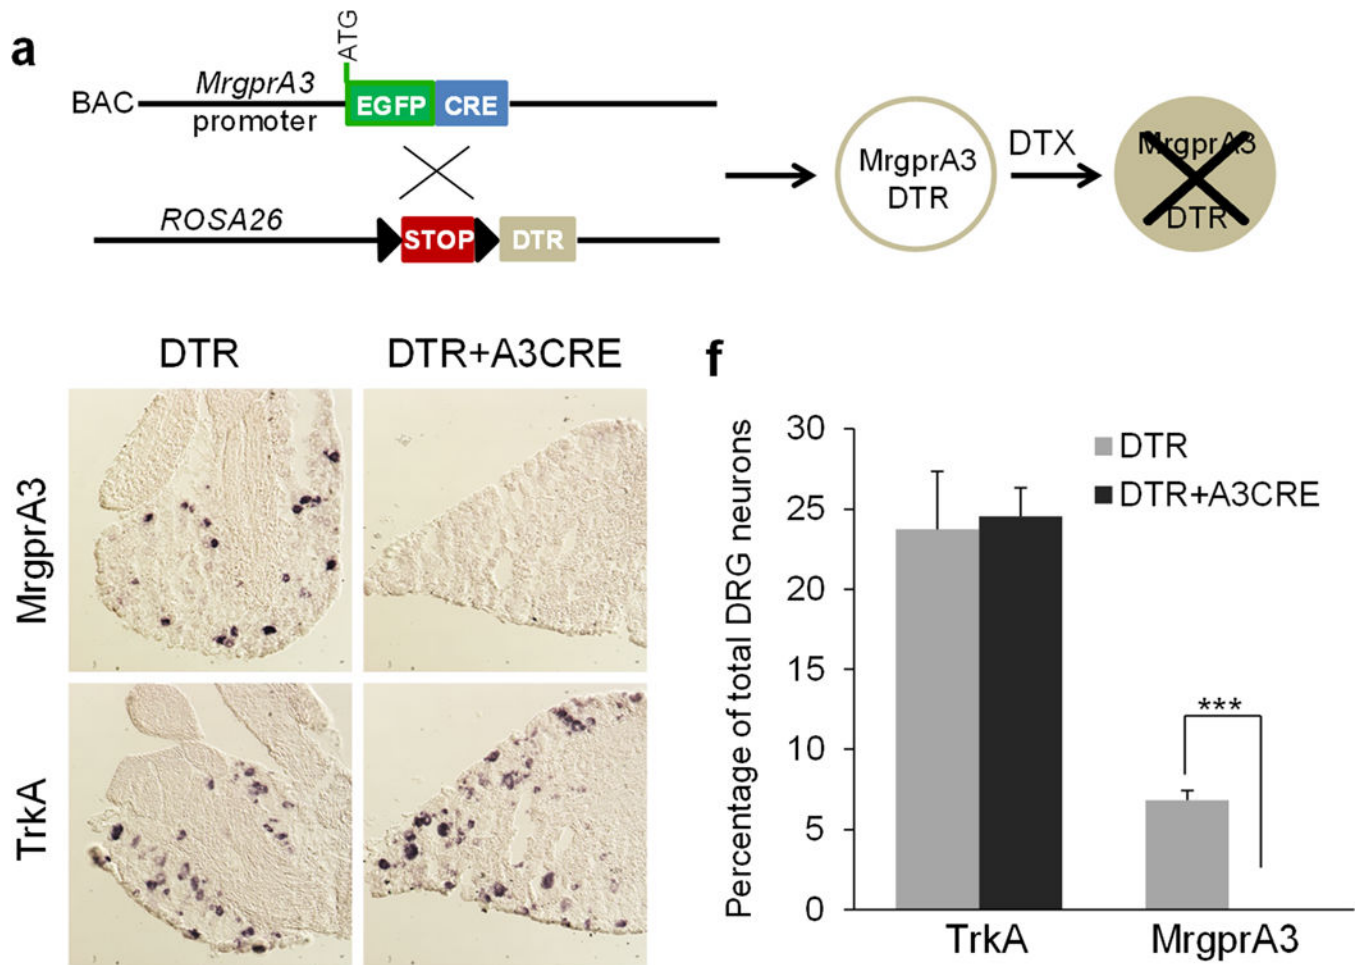 a
ATG
BAC
MrgprA3
promoter
EGFP CRE
ROSA26
STOP DTR
MrgprA3
DTR
DTX
MrgprA3
DTR
DTR
DTR+A3CRE
MrgprA3
TrkA
f
Percentage of total DRG neurons
30
25
20
15
10
5
0
DTR
DTR+A3CRE
***
TrkA
MrgprA3